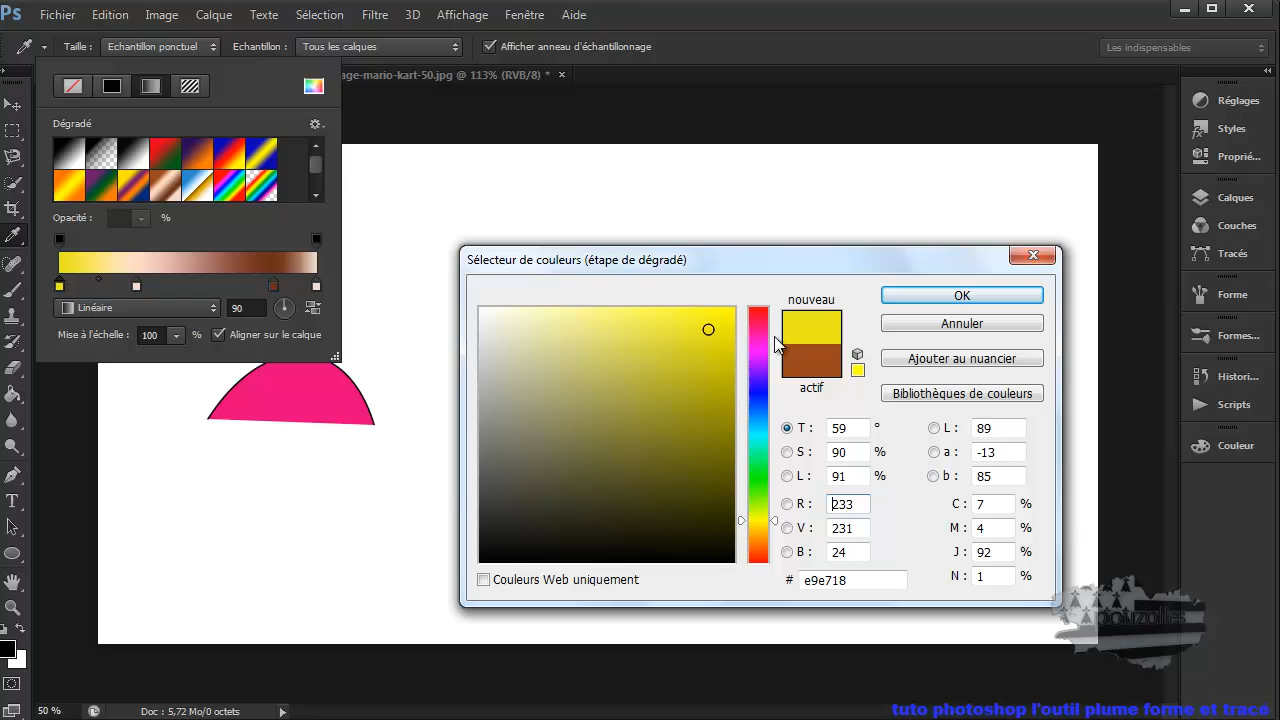 Ps Fichier Edition Image Calque Texte Sélection Filtre 3D Affichage Fenêtre Aide
Taille : Echantillon ponctuel Echantillon : Tous les calques Afficher anneau d'échantillonnage Les indispensables
age-mario-kart-50.jpg @ 113% (RVB/8) *
Dégradé
Opacité : %
Linéaire 90
Mise à l'échelle : 100 % Aligner sur le calque
Réglages
Styles
Proprié...
Calques
Couches
Tracés
Forme
Formes...
Histori...
Scripts
Couleur
Sélecteur de couleurs (étape de dégradé)
nouveau
actif
OK
Annuler
Ajouter au nuancier
Bibliothèques de couleurs
T : 59 ° L : 89
S : 90 % a : -13
L : 91 % b : 85
R : 233 C : 7 %
V : 231 M : 4 %
B : 24 J : 92 %
# e9e718 N : 1 %
Couleurs Web uniquement
50 % Doc : 5,72 Mo/0 octets
tuto photoshop l'outil plume forme et tracé